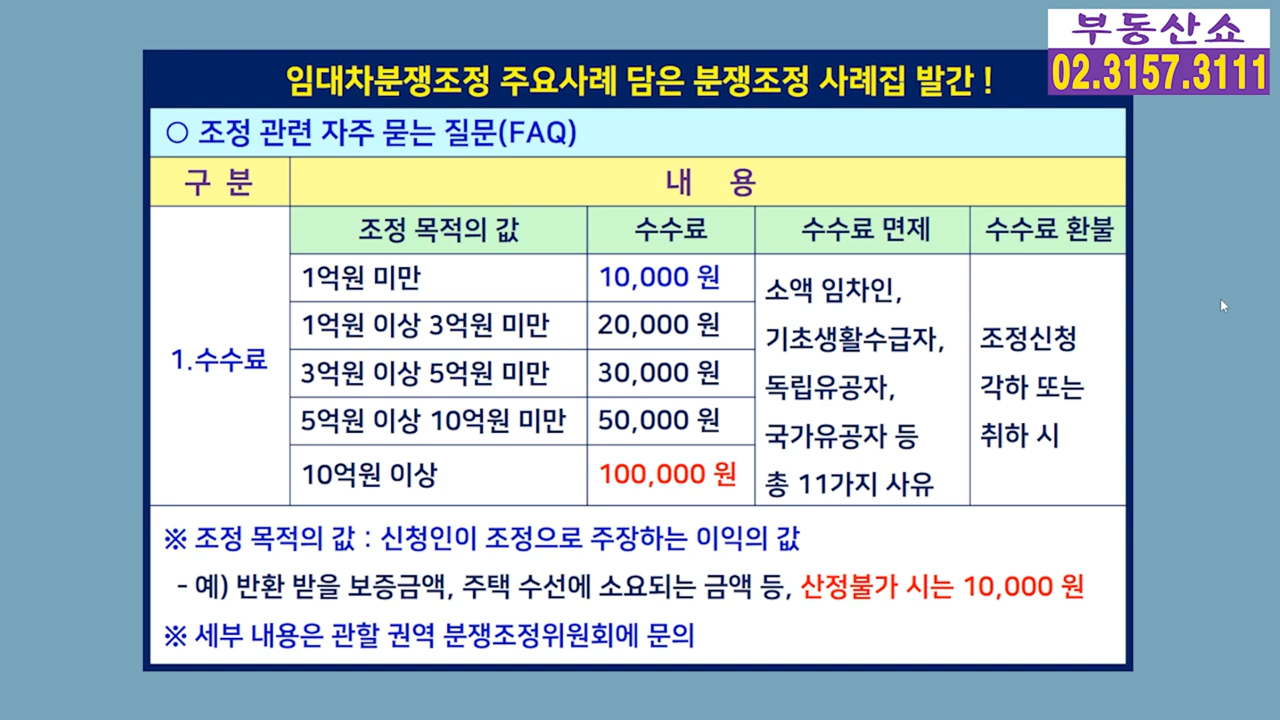 부동산쇼
02.3157.3111
임대차분쟁조정 주요사례 담은 분쟁조정 사례집 발간 !
○ 조정 관련 자주 묻는 질문(FAQ)
구 분
내 용
조정 목적의 값
수수료
수수료 면제
수수료 환불
1.수수료
1억원 미만
10,000 원
1억원 이상 3억원 미만
20,000 원
3억원 이상 5억원 미만
30,000 원
5억원 이상 10억원 미만
50,000 원
10억원 이상
100,000 원
소액 임차인,
기초생활수급자,
독립유공자,
국가유공자 등
총 11가지 사유
조정신청
각하 또는
취하 시
※ 조정 목적의 값 : 신청인이 조정으로 주장하는 이익의 값
- 예) 반환 받을 보증금액, 주택 수선에 소요되는 금액 등, 산정불가 시는 10,000 원
※ 세부 내용은 관할 권역 분쟁조정위원회에 문의